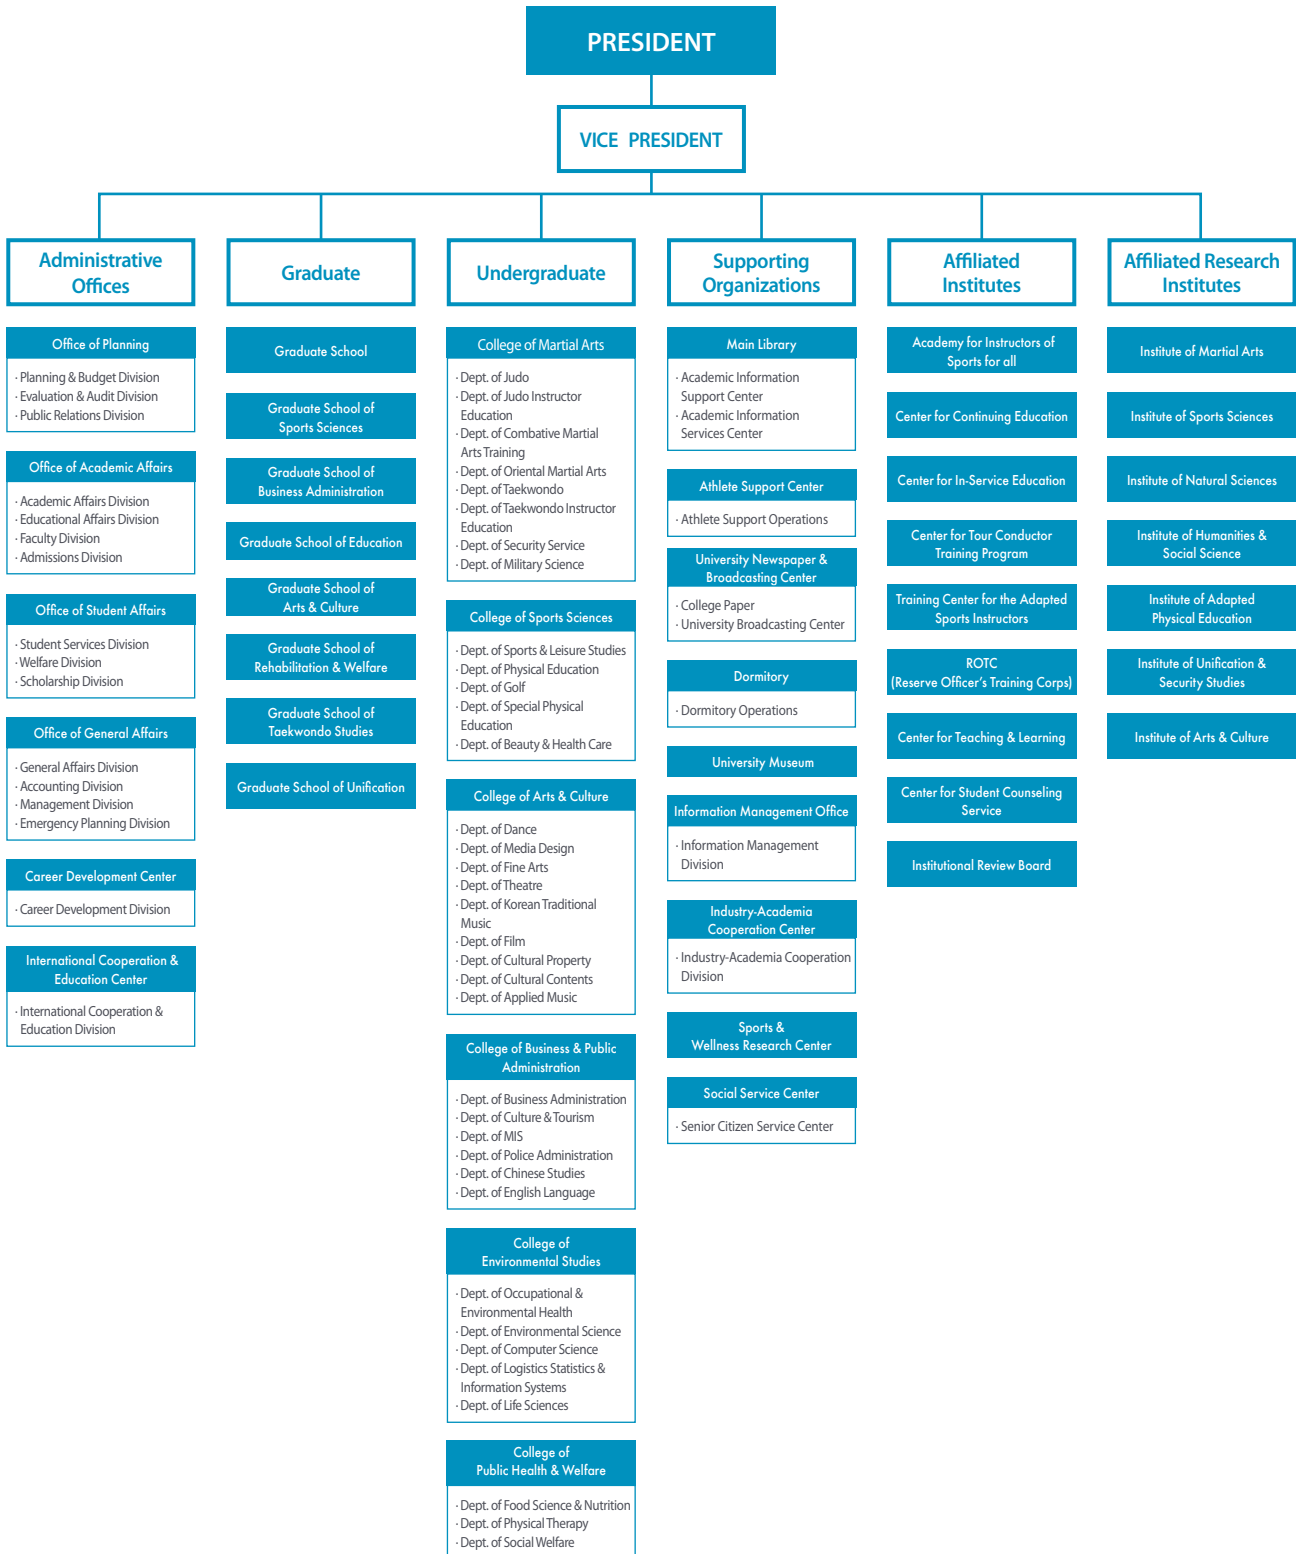 PRESIDENT
VICE PRESIDENT
Administrative
Offices
Office of Planning
· Planning & Budget Division
· Evaluation & Audit Division
· Public Relations Division
Office of Academic Affairs
· Academic Affairs Division
· Educational Affairs Division
· Faculty Division
· Admissions Division
Office of Student Affairs
· Student Services Division
· Welfare Division
· Scholarship Division
Office of General Affairs
· General Affairs Division
· Accounting Division
· Management Division
· Emergency Planning Division
Career Development Center
· Career Development Division
International Cooperation &
Education Center
· International Cooperation &
Education Division
Graduate
Graduate School
Graduate School of
Sports Sciences
Graduate School of
Business Administration
Graduate School of Education
Graduate School of
Arts & Culture
Graduate School of
Rehabilitation & Welfare
Graduate School of
Taekwondo Studies
Graduate School of Unification
Undergraduate
College of Martial Arts
· Dept. of Judo
· Dept. of Judo Instructor
Education
· Dept. of Combative Martial
Arts Training
· Dept. of Oriental Martial Arts
· Dept. of Taekwondo
· Dept. of Taekwondo Instructor
Education
· Dept. of Security Service
· Dept. of Military Science
College of Sports Sciences
· Dept. of Sports & Leisure Studies
· Dept. of Physical Education
· Dept. of Golf
· Dept. of Special Physical
Education
· Dept. of Beauty & Health Care
College of Arts & Culture
· Dept. of Dance
· Dept. of Media Design
· Dept. of Fine Arts
· Dept. of Theatre
· Dept. of Korean Traditional
Music
· Dept. of Film
· Dept. of Cultural Property
· Dept. of Cultural Contents
· Dept. of Applied Music
College of Business & Public
Administration
· Dept. of Business Administration
· Dept. of Culture & Tourism
· Dept. of MIS
· Dept. of Police Administration
· Dept. of Chinese Studies
· Dept. of English Language
College of
Environmental Studies
· Dept. of Occupational &
Environmental Health
· Dept. of Environmental Science
· Dept. of Computer Science
· Dept. of Logistics Statistics &
Information Systems
· Dept. of Life Sciences
College of
Public Health & Welfare
· Dept. of Food Science & Nutrition
· Dept. of Physical Therapy
· Dept. of Social Welfare
Supporting
Organizations
Main Library
· Academic Information
Support Center
· Academic Information
Services Center
Athlete Support Center
· Athlete Support Operations
University Newspaper &
Broadcasting Center
· College Paper
· University Broadcasting Center
Dormitory
· Dormitory Operations
University Museum
Information Management Office
· Information Management
Division
Industry-Academia
Cooperation Center
· Industry-Academia Cooperation
Division
Sports &
Wellness Research Center
Social Service Center
· Senior Citizen Service Center
Affiliated
Institutes
Academy for Instructors of
Sports for all
Center for Continuing Education
Center for In-Service Education
Center for Tour Conductor
Training Program
Training Center for the Adapted
Sports Instructors
ROTC
(Reserve Officer's Training Corps)
Center for Teaching & Learning
Center for Student Counseling
Service
Institutional Review Board
Affiliated Research
Institutes
Institute of Martial Arts
Institute of Sports Sciences
Institute of Natural Sciences
Institute of Humanities &
Social Science
Institute of Adapted
Physical Education
Institute of Unification &
Security Studies
Institute of Arts & Culture